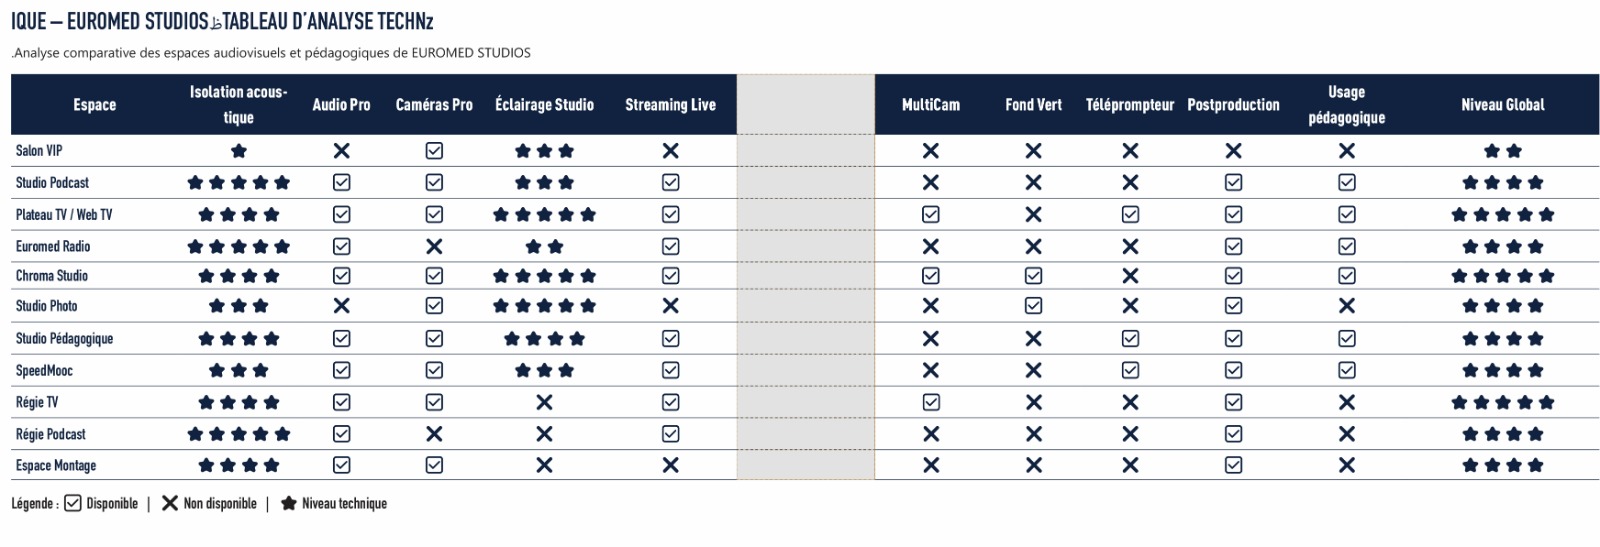 IQUE – EUROMED STUDIOSظTABLEAU D'ANALYSE TECHNz
.Analyse comparative des espaces audiovisuels et pédagogiques de EUROMED STUDIOS
Espace Isolation acous-tique Audio Pro Caméras Pro Éclairage Studio Streaming Live MultiCam Fond Vert Téléprompteur Postproduction Usage pédagogique Niveau Global
Salon VIP ★ ✕ ☑ ★★★ ✕ ✕ ✕ ✕ ✕ ✕ ★★
Studio Podcast ★★★★★ ☑ ☑ ★★★ ☑ ✕ ✕ ✕ ☑ ☑ ★★★★
Plateau TV / Web TV ★★★★ ☑ ☑ ★★★★★ ☑ ☑ ✕ ☑ ☑ ☑ ★★★★★
Euromed Radio ★★★★★ ☑ ✕ ★★ ☑ ✕ ✕ ✕ ☑ ☑ ★★★★
Chroma Studio ★★★★ ☑ ☑ ★★★★★ ☑ ☑ ☑ ✕ ☑ ☑ ★★★★★
Studio Photo ★★★ ✕ ☑ ★★★★★ ✕ ✕ ☑ ✕ ☑ ✕ ★★★★
Studio Pédagogique ★★★★ ☑ ☑ ★★★★ ☑ ✕ ✕ ☑ ☑ ☑ ★★★★
SpeedMooc ★★★ ☑ ☑ ★★★ ☑ ✕ ✕ ☑ ☑ ☑ ★★★★
Régie TV ★★★★ ☑ ☑ ✕ ☑ ☑ ✕ ✕ ☑ ✕ ★★★★★
Régie Podcast ★★★★★ ☑ ✕ ✕ ☑ ✕ ✕ ✕ ☑ ✕ ★★★★
Espace Montage ★★★★ ☑ ☑ ✕ ✕ ✕ ✕ ✕ ☑ ✕ ★★★★
Légende : ☑ Disponible | ✕ Non disponible | ★ Niveau technique